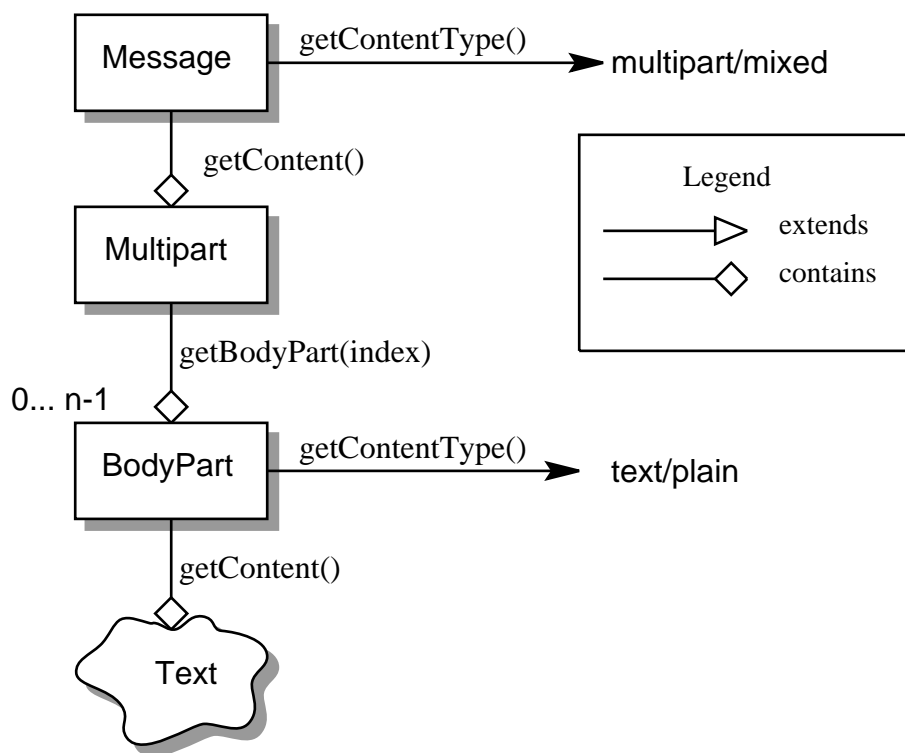 getContentType()
Message
multipart/mixed
getContent()
Legend
extends
Multipart
contains
getBodyPart(index)
0... n-1
getContentType()
BodyPart
text/plain
getContent()
Text